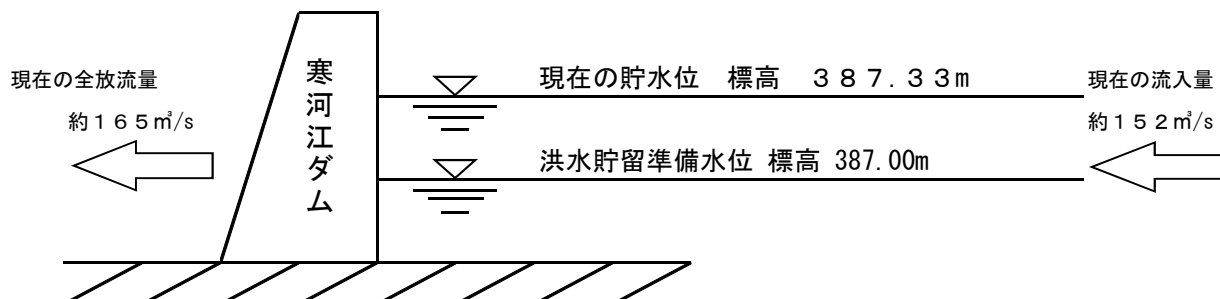 現在の全放流量
約１６５㎥/s
寒河江ダム
現在の貯水位　標高　３８７.３３m
現在の流入量
約１５２㎥/s
洪水貯留準備水位 標高 387.00m